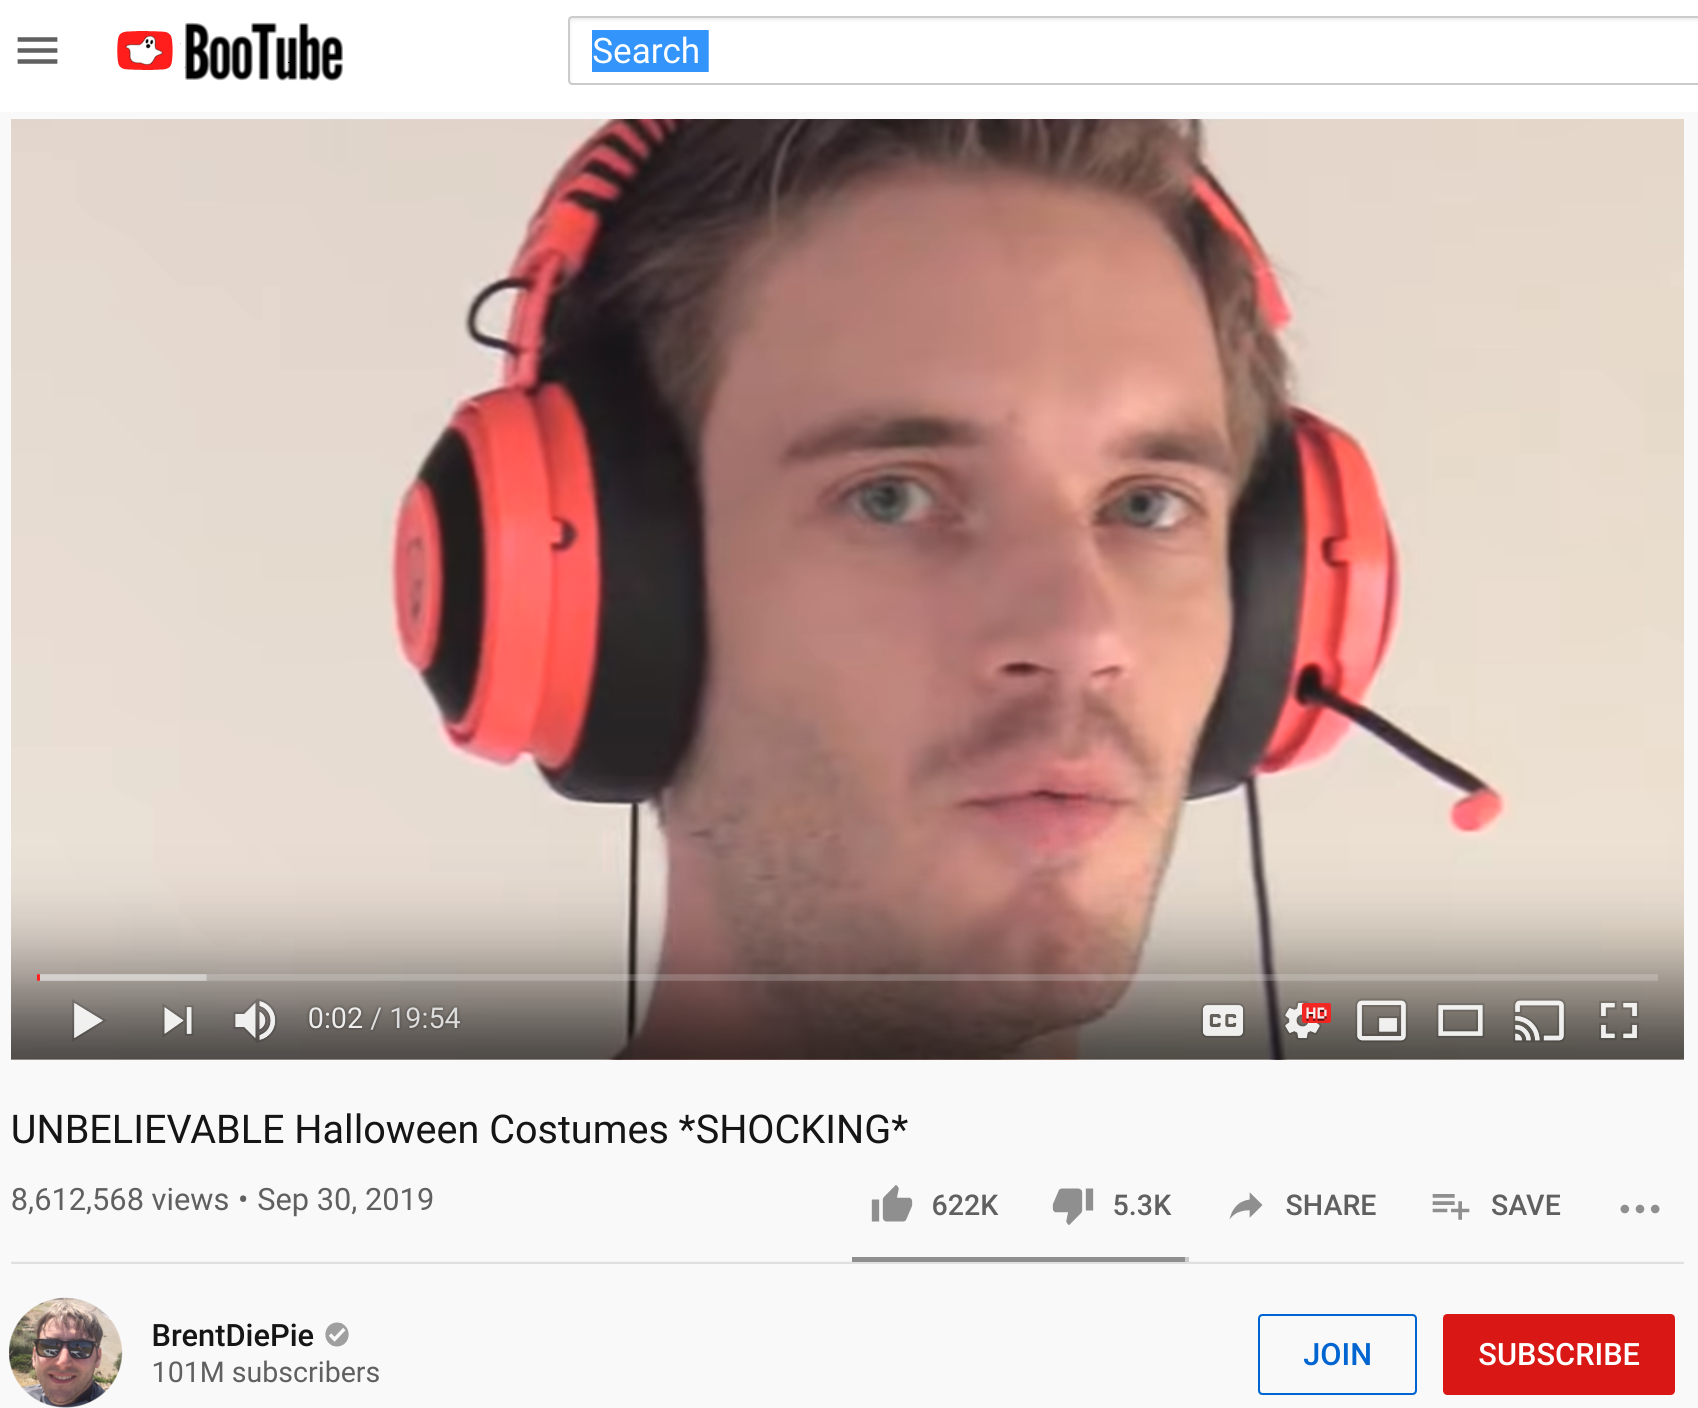 BooTube
Search
0:02 / 19:54
CC
HD
UNBELIEVABLE Halloween Costumes *SHOCKING*
8,612,568 views • Sep 30, 2019
622K
5.3K
SHARE
SAVE
BrentDiePie
101M subscribers
JOIN
SUBSCRIBE